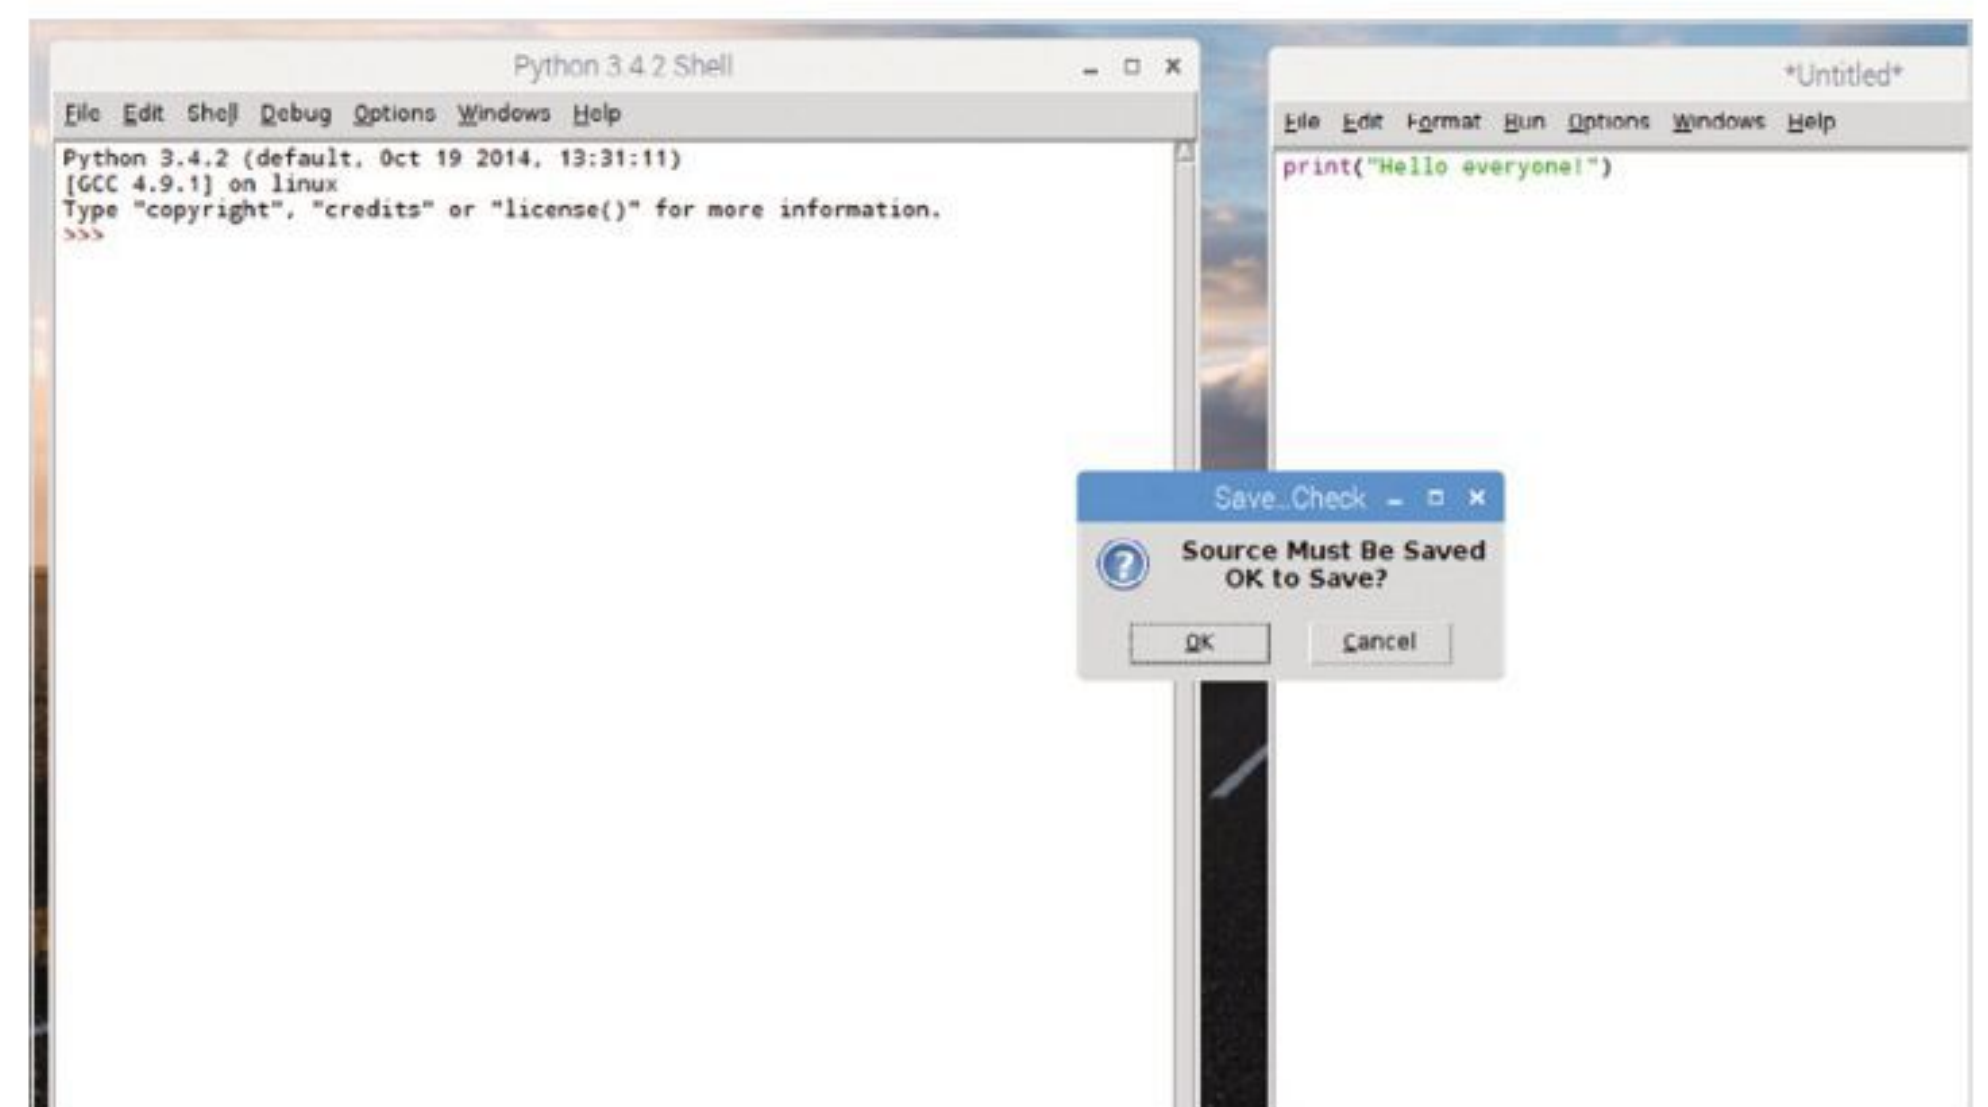 Python 3.4.2 Shell
File Edit Shell Debug Options Windows Help
Python 3.4.2 (default, Oct 19 2014, 13:31:11)
[GCC 4.9.1] on linux
Type "copyright", "credits" or "license()" for more information.
>>>
*Untitled*
File Edit Format Run Options Windows Help
print("Hello everyone!")
Save...Check
Source Must Be Saved
OK to Save?
OK Cancel